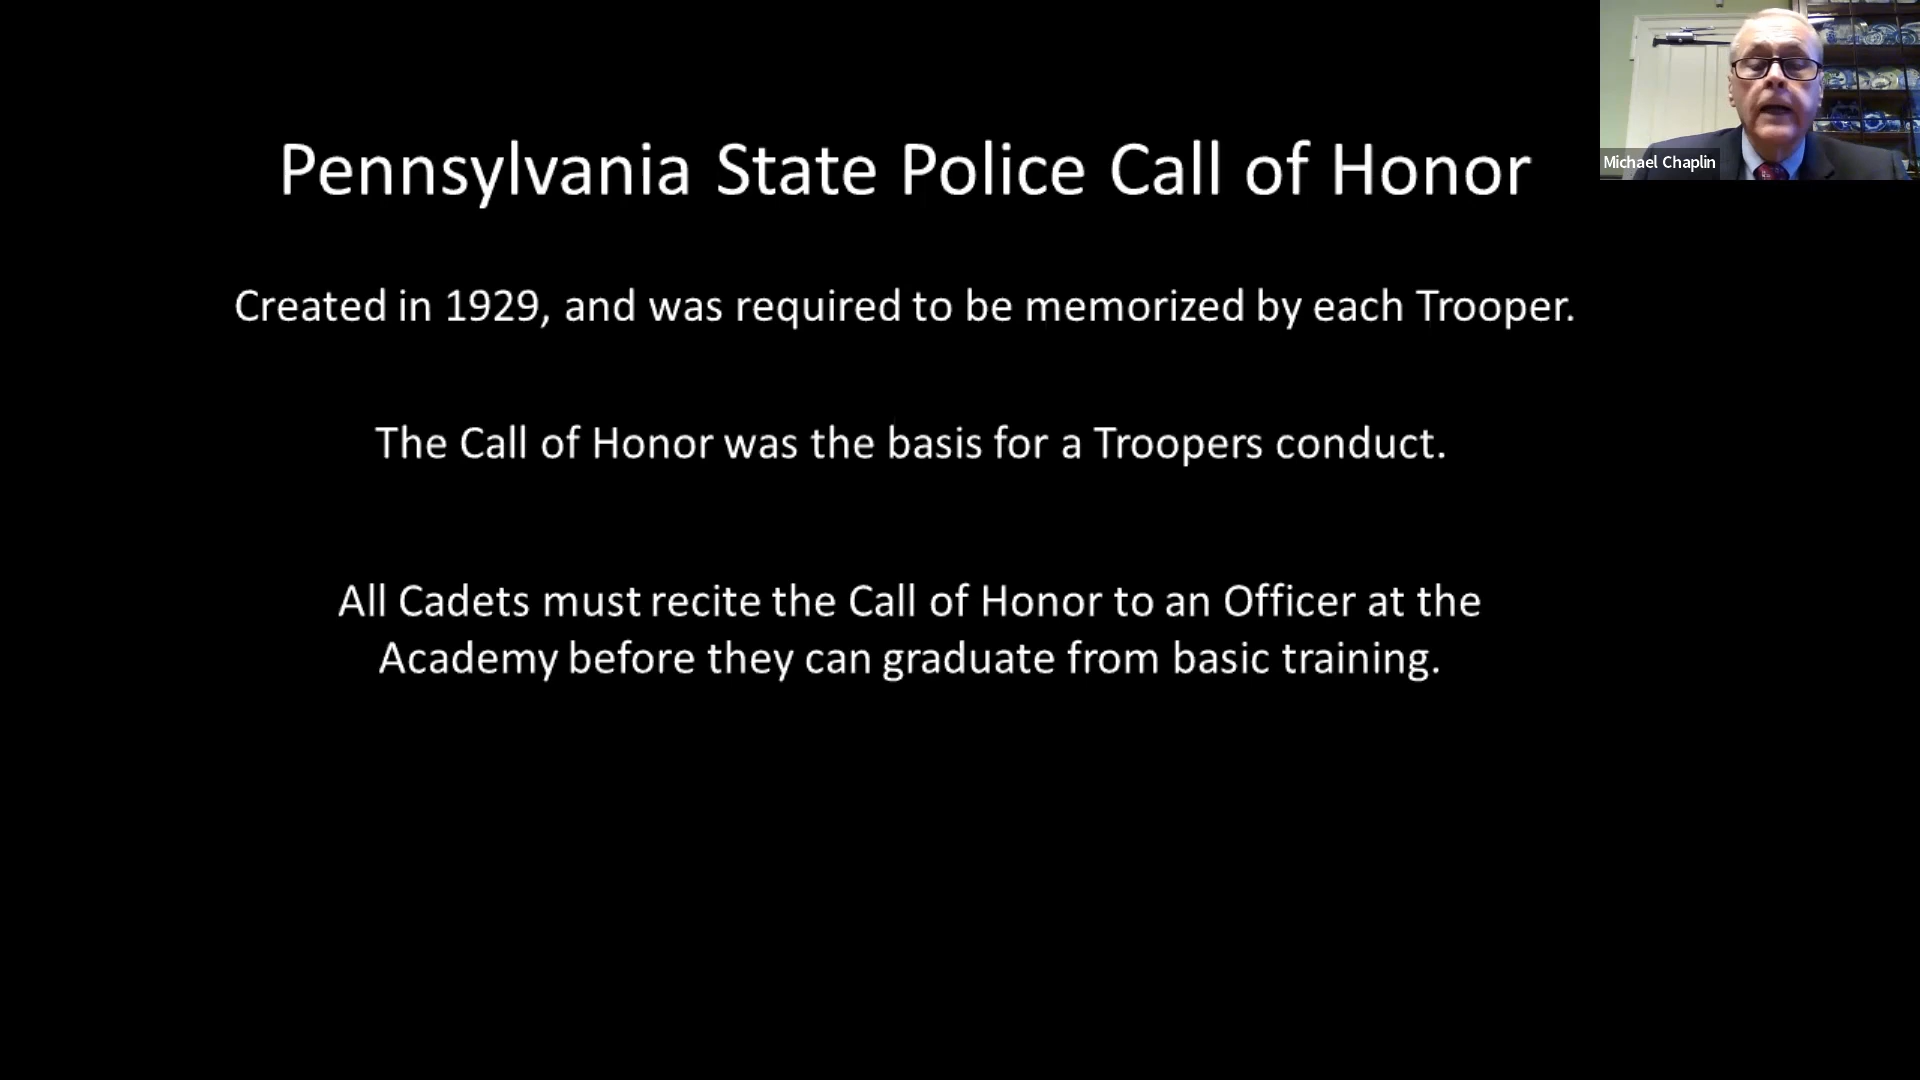 Pennsylvania State Police Call of Honor
Created in 1929, and was required to be memorized by each Trooper.
The Call of Honor was the basis for a Troopers conduct.
All Cadets must recite the Call of Honor to an Officer at the
Academy before they can graduate from basic training.
Michael Chaplin